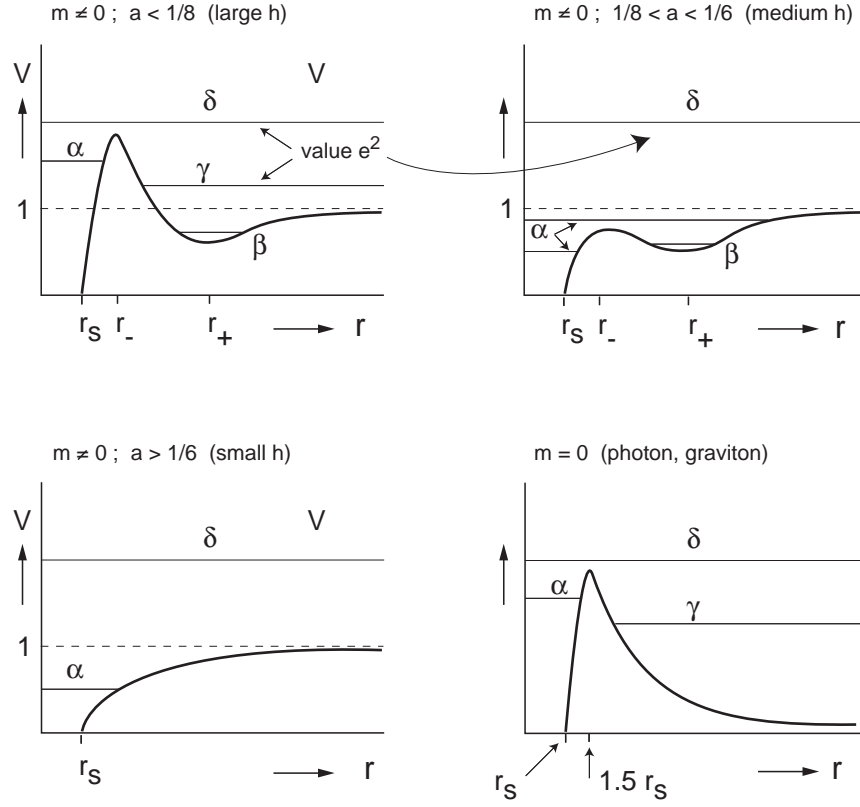 m ≠ 0 ; a < 1/8 (large h)
m ≠ 0 ; 1/8 < a < 1/6 (medium h)
V
V
δ
α
value e²
γ
1
β
r_S
r_-
r_+
r
V
δ
1
α
β
r_S
r_-
r_+
r
m ≠ 0 ; a > 1/6 (small h)
m = 0 (photon, graviton)
V
V
δ
1
α
r_S
r
δ
α
γ
r_S
1.5 r_S
r